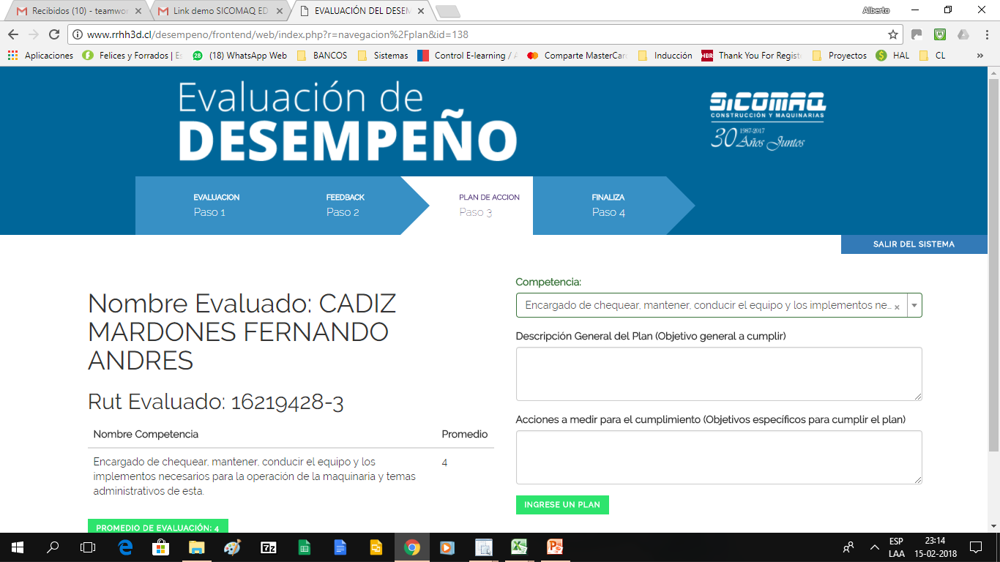 Recibidos (10) - teamwor
Link demo SICOMAQ ED
EVALUACIÓN DEL DESEM
Alberto
www.rrhh3d.cl/desempeno/frontend/web/index.php?r=navegacion%2Fplan&id=138
Aplicaciones
Felices y Forrados | Es
28
(18) WhatsApp Web
BANCOS
Sistemas
Control E-learning / A
Comparte MasterCard
Inducción
HBR
Thank You For Registe
Proyectos
HAL
CL
»
Evaluación de
DESEMPEÑO
SICOMAQ
CONSTRUCCIÓN Y MAQUINARIAS
1987-2017
30 Años Juntos
EVALUACION
Paso 1
FEEDBACK
Paso 2
PLAN DE ACCION
Paso 3
FINALIZA
Paso 4
SALIR DEL SISTEMA
Nombre Evaluado: CADIZ
MARDONES FERNANDO
ANDRES
Rut Evaluado: 16219428-3
Nombre Competencia Promedio
Encargado de chequear, mantener, conducir el equipo y los 4
implementos necesarios para la operación de la maquinaria y temas
administrativos de esta.
PROMEDIO DE EVALUACIÓN: 4
Competencia:
Encargado de chequear, mantener, conducir el equipo y los implementos ne... ×
Descripción General del Plan (Objetivo general a cumplir)
Acciones a medir para el cumplimiento (Objetivos específicos para cumplir el plan)
INGRESE UN PLAN
7z
ESP
LAA
23:14
15-02-2018